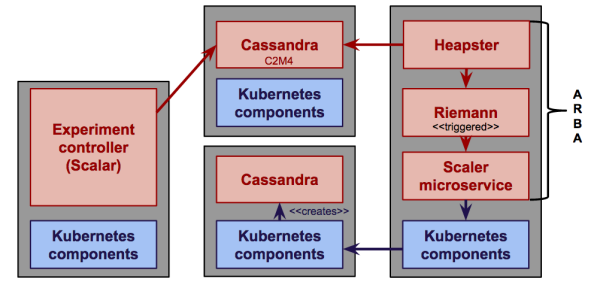 Experiment
controller
(Scalar)
Kubernetes
components
Cassandra
C2M4
Kubernetes
components
Cassandra
<<creates>>
Kubernetes
components
Heapster
Riemann
<<triggered>>
Scaler
microservice
Kubernetes
components
A
R
B
A